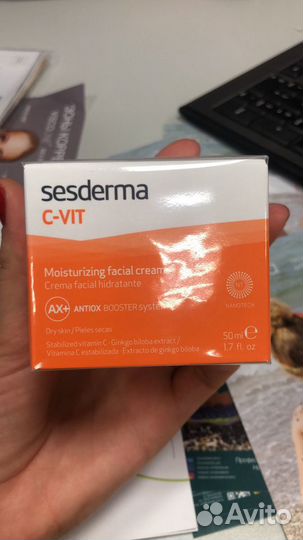 sesderma
C-VIT
Moisturizing facial cream
Crema facial hidratante
AX+ ANTIOX BOOSTER system
NANOTECH
Dry skin / Pieles secas
Stabilized vitamin C · Ginkgo biloba extract /
Vitamina C estabilizada · Extracto de ginkgo biloba
50 ml ℮
1.7 fl. oz
Avito